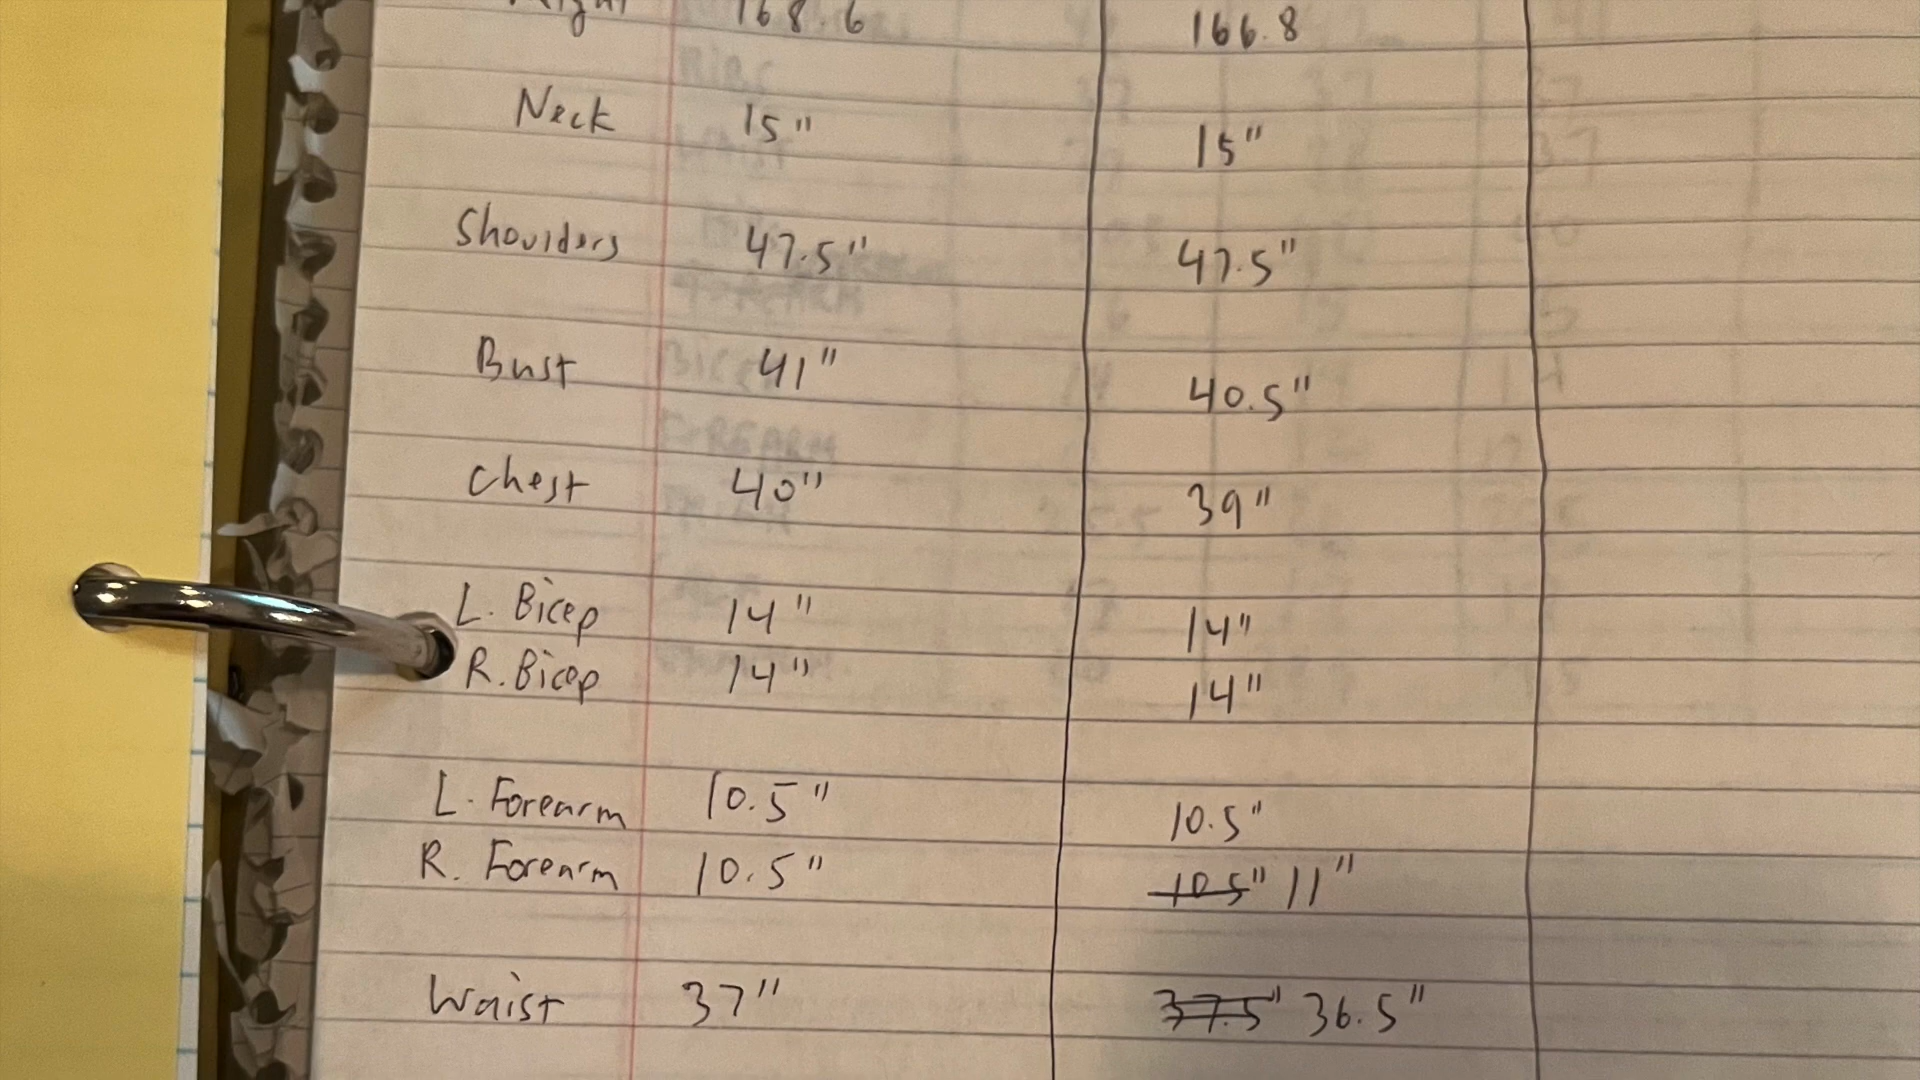 168.6 166.8
Neck 15" 15"
Shoulders 47.5" 47.5"
Bust 41" 40.5"
Chest 40" 39"
L. Bicep 14" 14"
R. Bicep 14" 14"
L. Forearm 10.5" 10.5"
R. Forearm 10.5" 10.5" 11"
Waist 37" 37.5" 36.5"